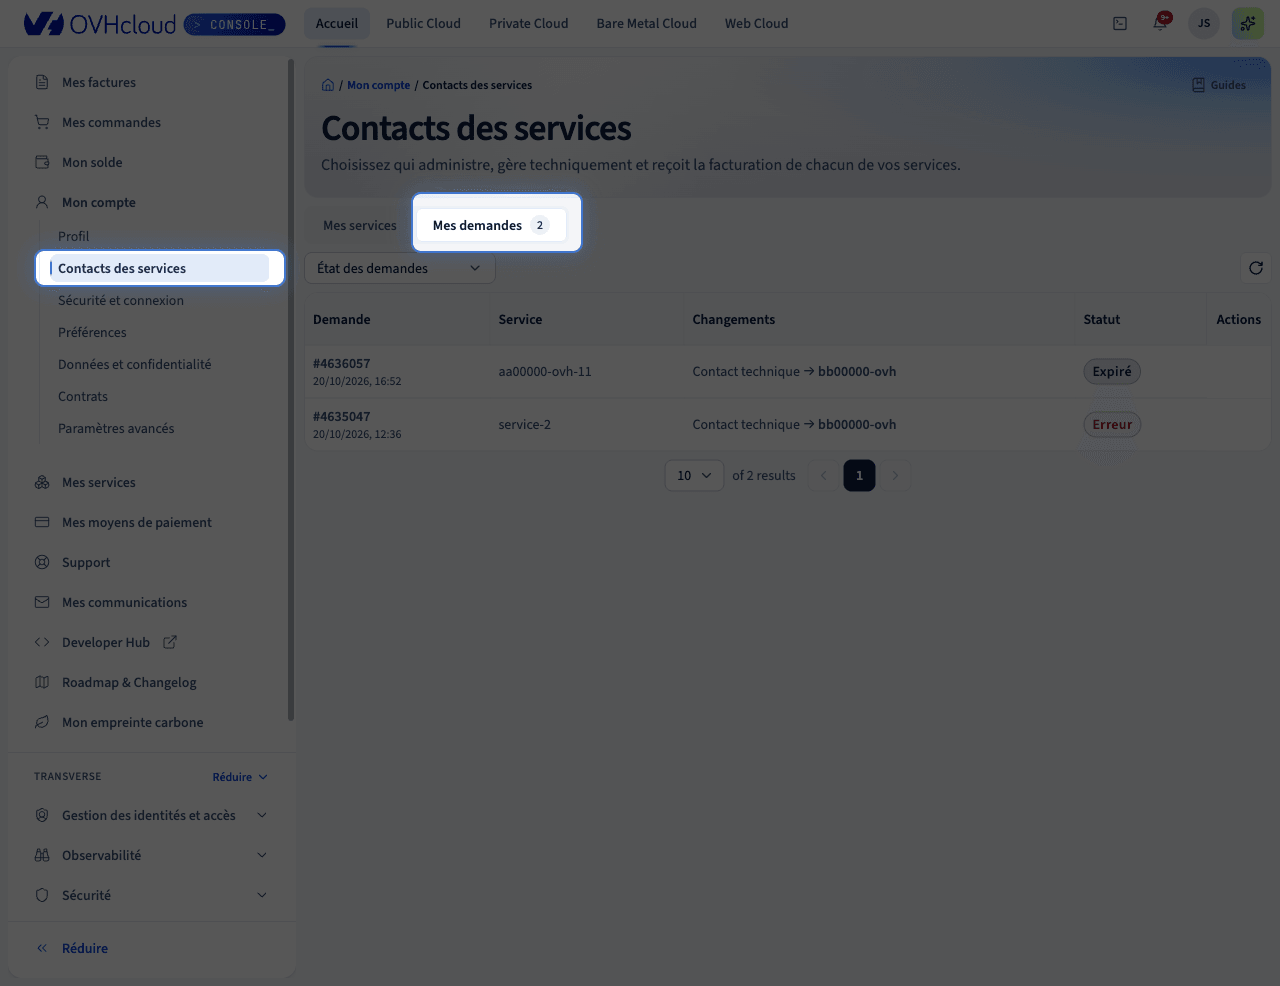 OVHcloud > CONSOLE_
Accueil
Public Cloud
Private Cloud
Bare Metal Cloud
Web Cloud
9+
JS
Mes factures
Mes commandes
Mon solde
Mon compte
Profil
Contacts des services
Sécurité et connexion
Préférences
Données et confidentialité
Contrats
Paramètres avancés
Mes services
Mes moyens de paiement
Support
Mes communications
Developer Hub
Roadmap & Changelog
Mon empreinte carbone
TRANSVERSE Réduire
Gestion des identités et accès
Observabilité
Sécurité
Réduire
/ Mon compte / Contacts des services
Guides
Contacts des services
Choisissez qui administre, gère techniquement et reçoit la facturation de chacun de vos services.
Mes services
Mes demandes 2
État des demandes
Demande Service Changements Statut Actions
#4636057
20/10/2026, 16:52
aa00000-ovh-11
Contact technique → bb00000-ovh
Expiré
#4635047
20/10/2026, 12:36
service-2
Contact technique → bb00000-ovh
Erreur
10 of 2 results 1